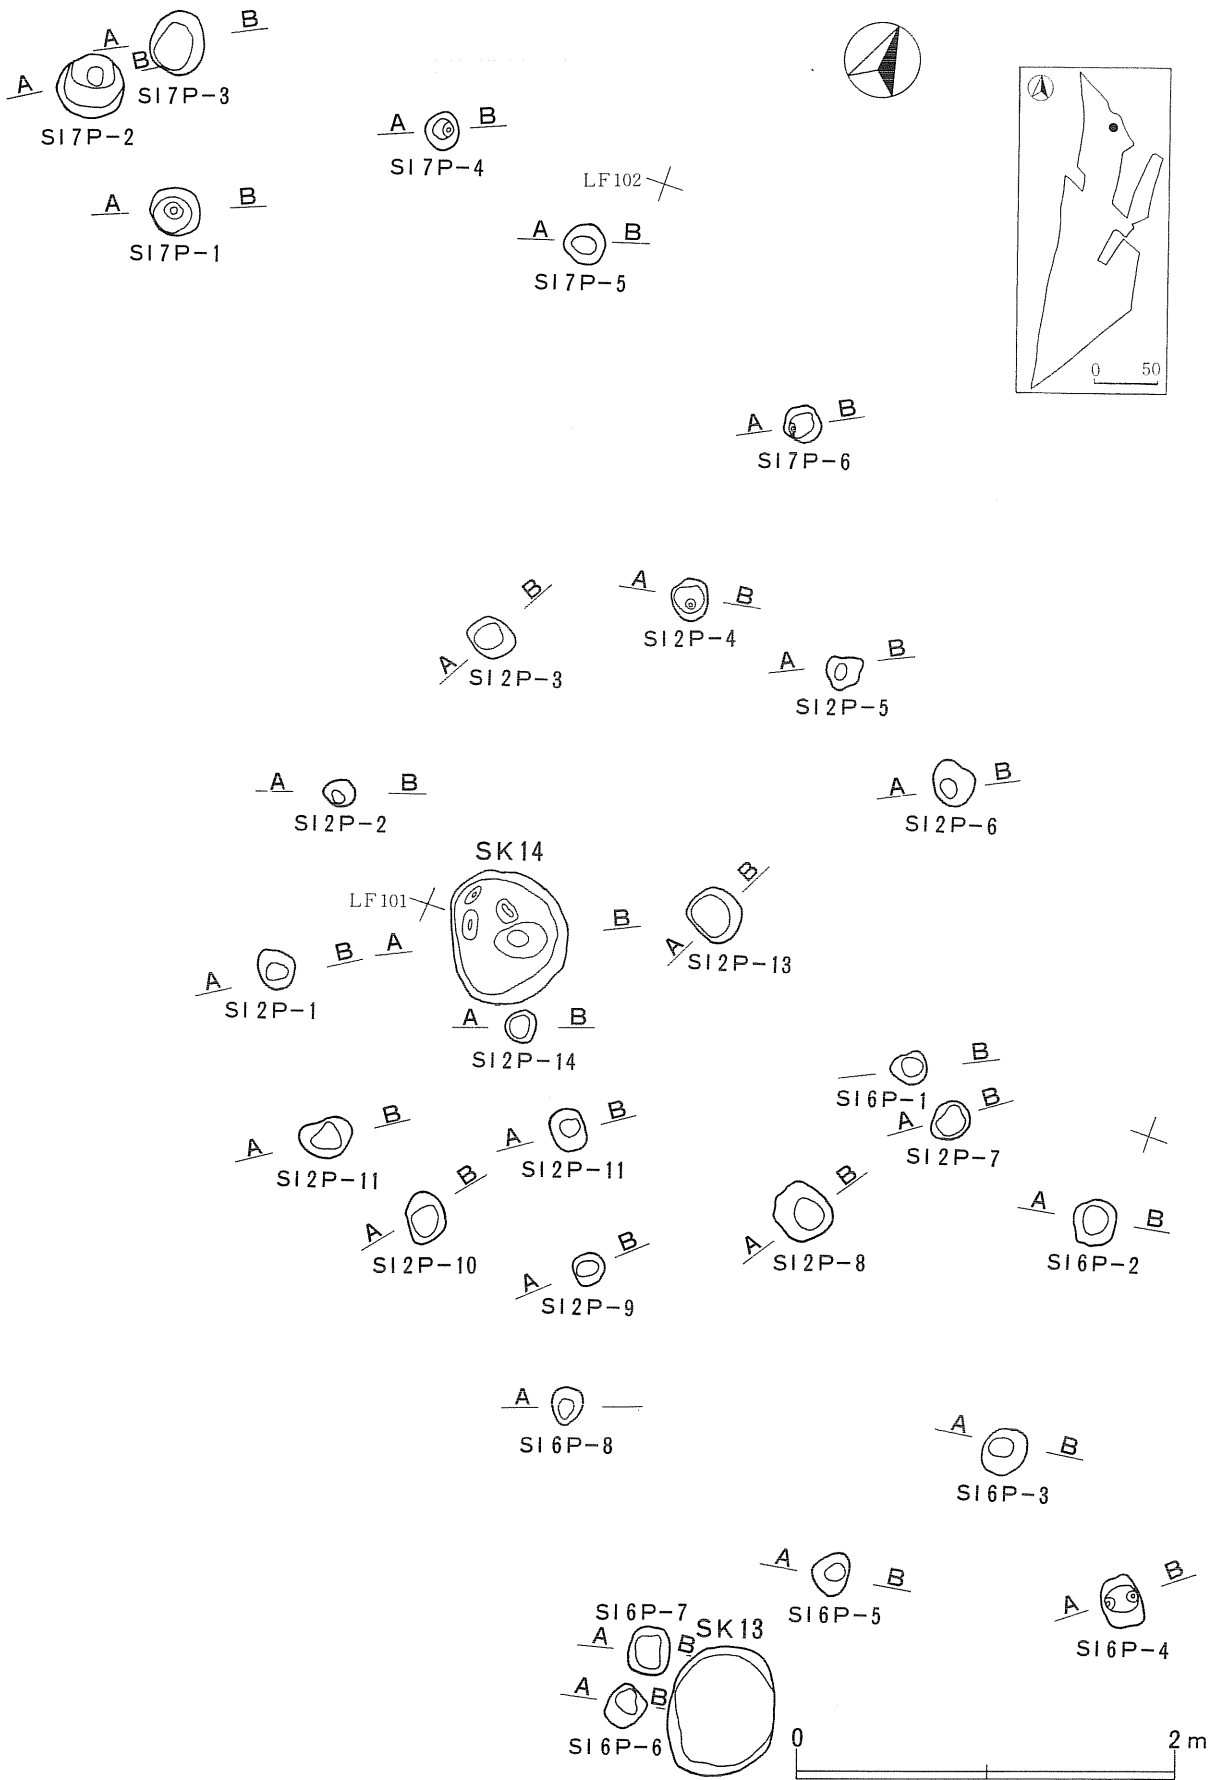 A B
A B
SI7P-3
SI7P-2
A B
SI7P-4
LF102
A B
SI7P-1
A B
SI7P-5
0 50
A B
SI7P-6
A B
SI2P-3
A B
SI2P-4
A B
SI2P-5
A B
SI2P-2
A B
SI2P-6
SK14
LF101
A B
A B
SI2P-13
A B
SI2P-1
A B
SI2P-14
B
SI6P-1
A B
SI2P-7
A B
SI2P-11
A B
SI2P-11
A B
SI2P-10
A B
SI2P-8
A B
SI6P-2
A B
SI2P-9
A
SI6P-8
A B
SI6P-3
A B
SI6P-5
A B
SI6P-4
SI6P-7
SK13
A B
A B
SI6P-6
0 2m